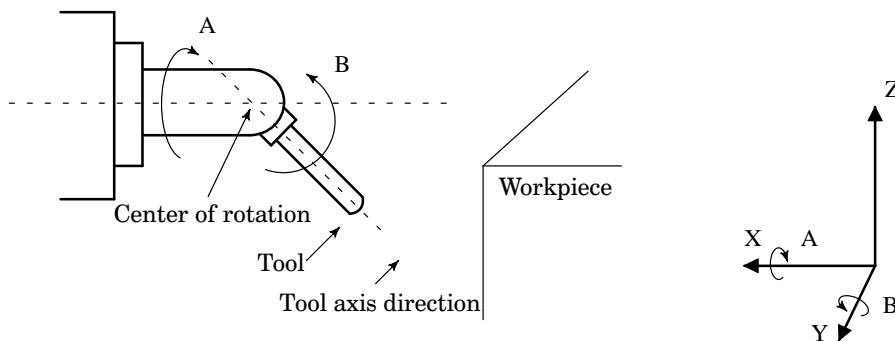 A
B
Z
Workpiece
Center of rotation
X
A
Tool
Tool axis direction
B
Y